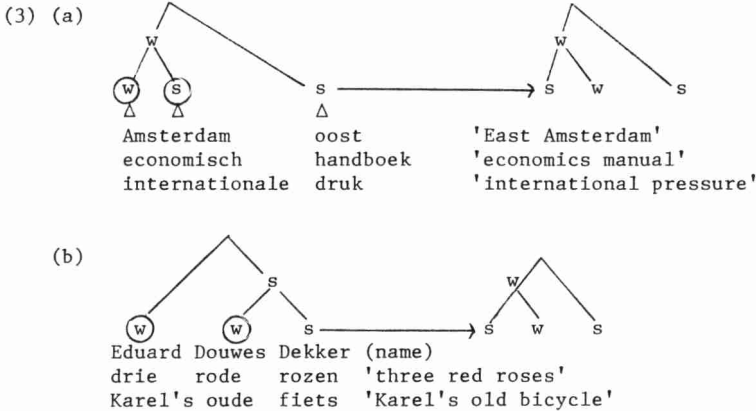 (3) (a)
w
w
w s s s w s
Amsterdam oost 'East Amsterdam'
economisch handboek 'economics manual'
internationale druk 'international pressure'
(b)
s w
w w s s w s
Eduard Douwes Dekker (name)
drie rode rozen 'three red roses'
Karel's oude fiets 'Karel's old bicycle'